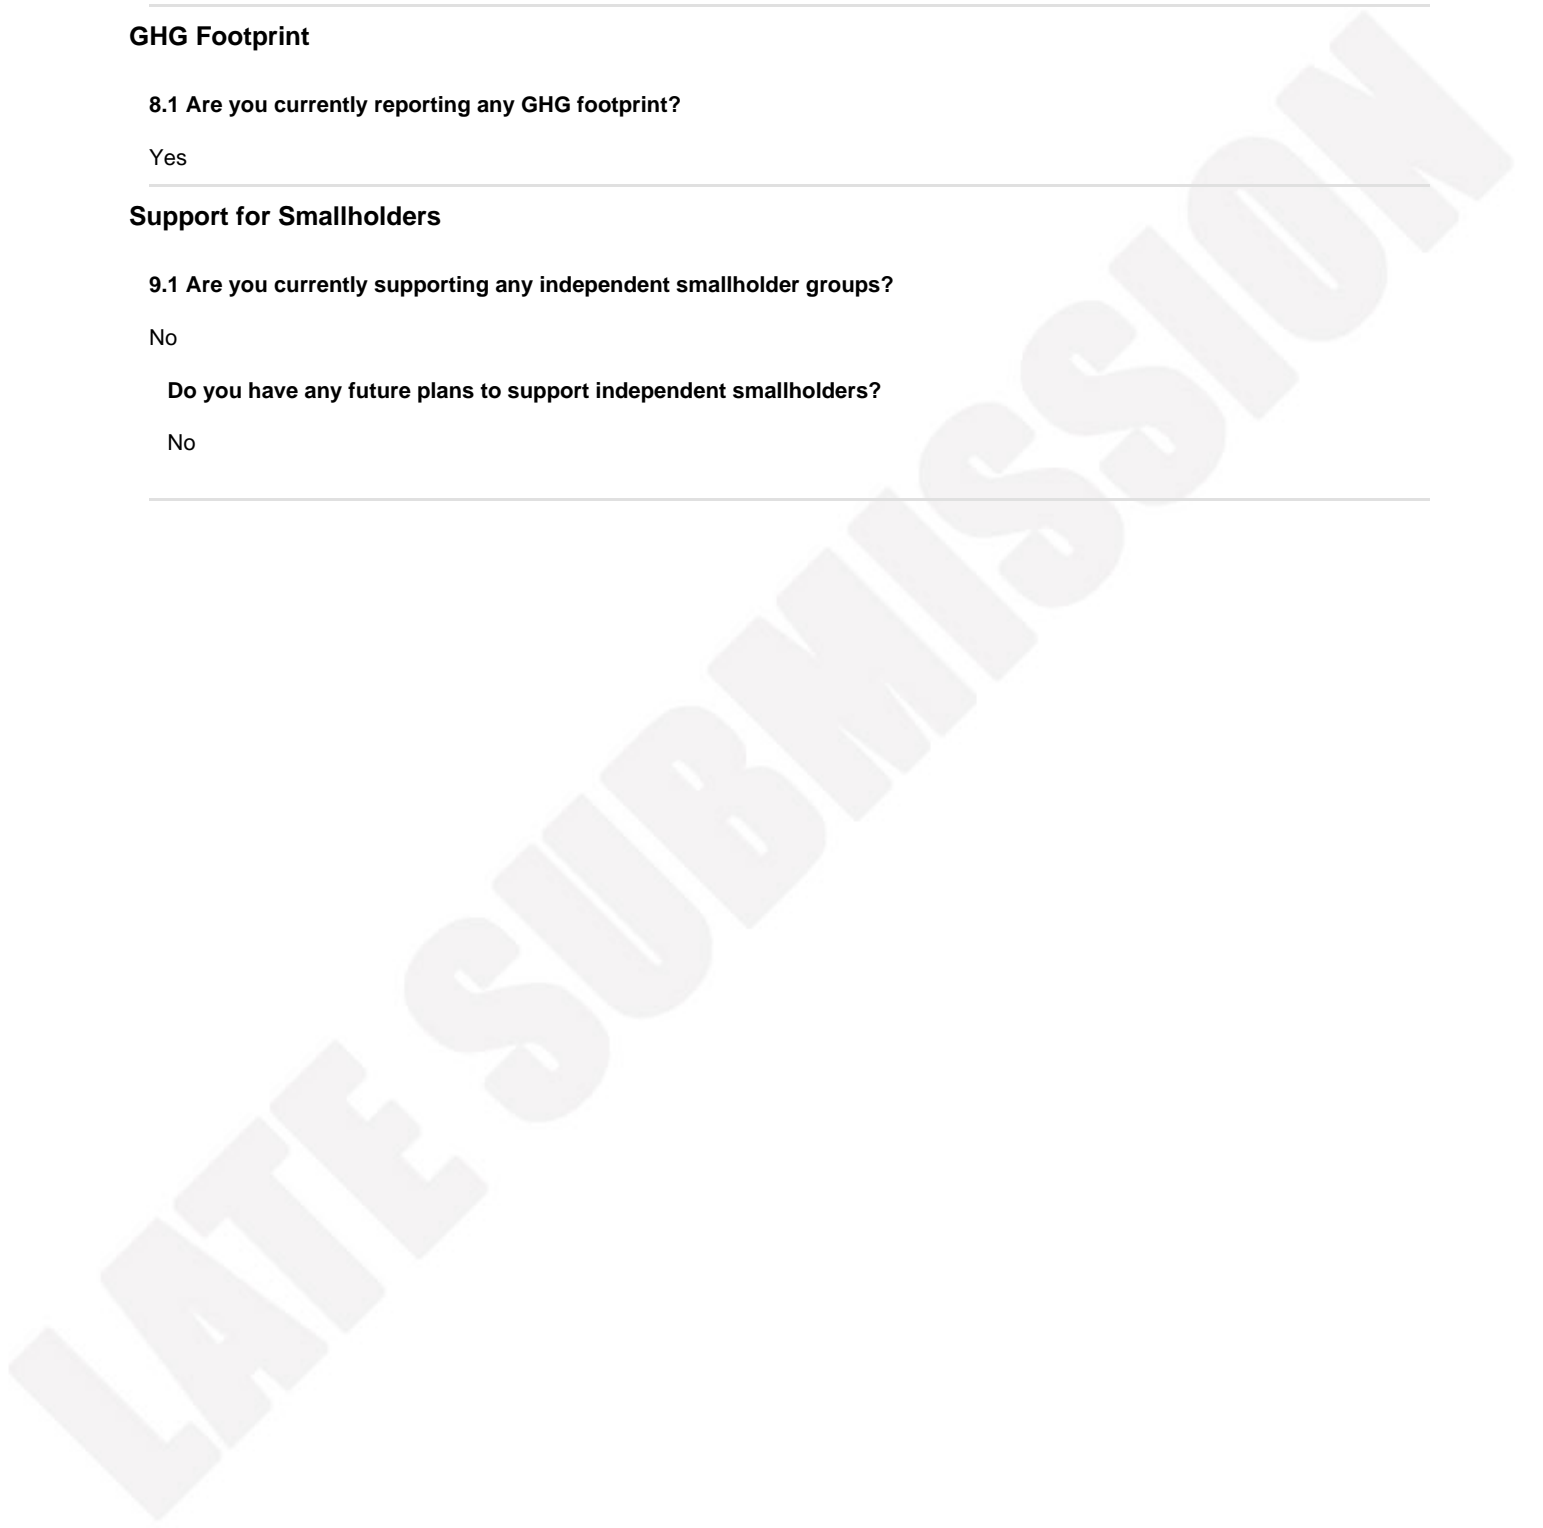 GHG Footprint
8.1 Are you currently reporting any GHG footprint?
Yes
Support for Smallholders
9.1 Are you currently supporting any independent smallholder groups?
No
Do you have any future plans to support independent smallholders?
No
LATE SUBMISSION